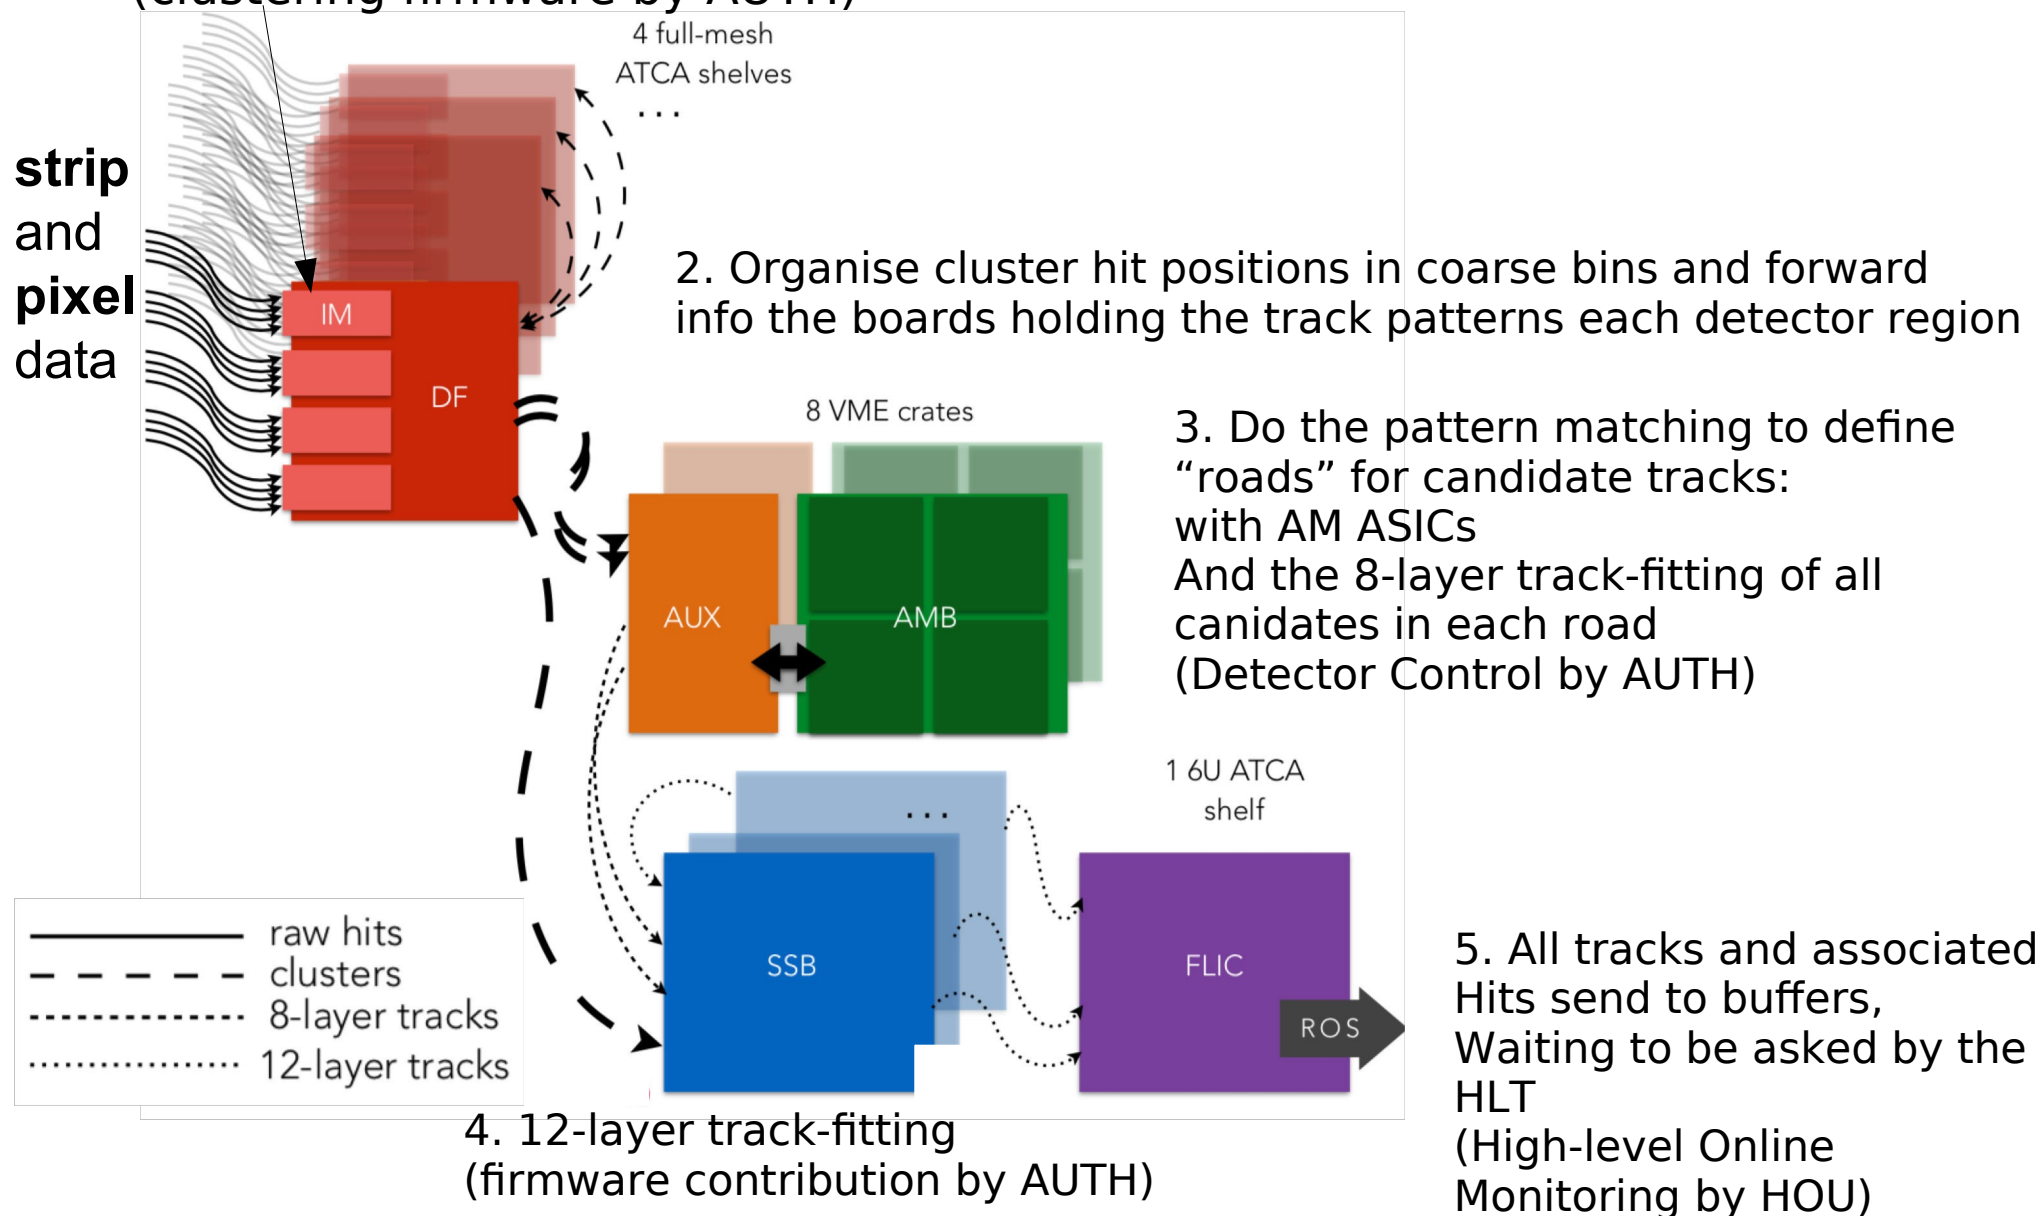 (clustering firmware by AUTH)
4 full-mesh
ATCA shelves
...
strip
and
pixel
data
IM
DF
2. Organise cluster hit positions in coarse bins and forward
info the boards holding the track patterns each detector region
8 VME crates
3. Do the pattern matching to define
“roads” for candidate tracks:
with AM ASICs
And the 8-layer track-fitting of all
canidates in each road
(Detector Control by AUTH)
AUX
AMB
1 6U ATCA
shelf
...
SSB
FLIC
ROS
raw hits
clusters
8-layer tracks
12-layer tracks
4. 12-layer track-fitting
(firmware contribution by AUTH)
5. All tracks and associated
Hits send to buffers,
Waiting to be asked by the
HLT
(High-level Online
Monitoring by HOU)